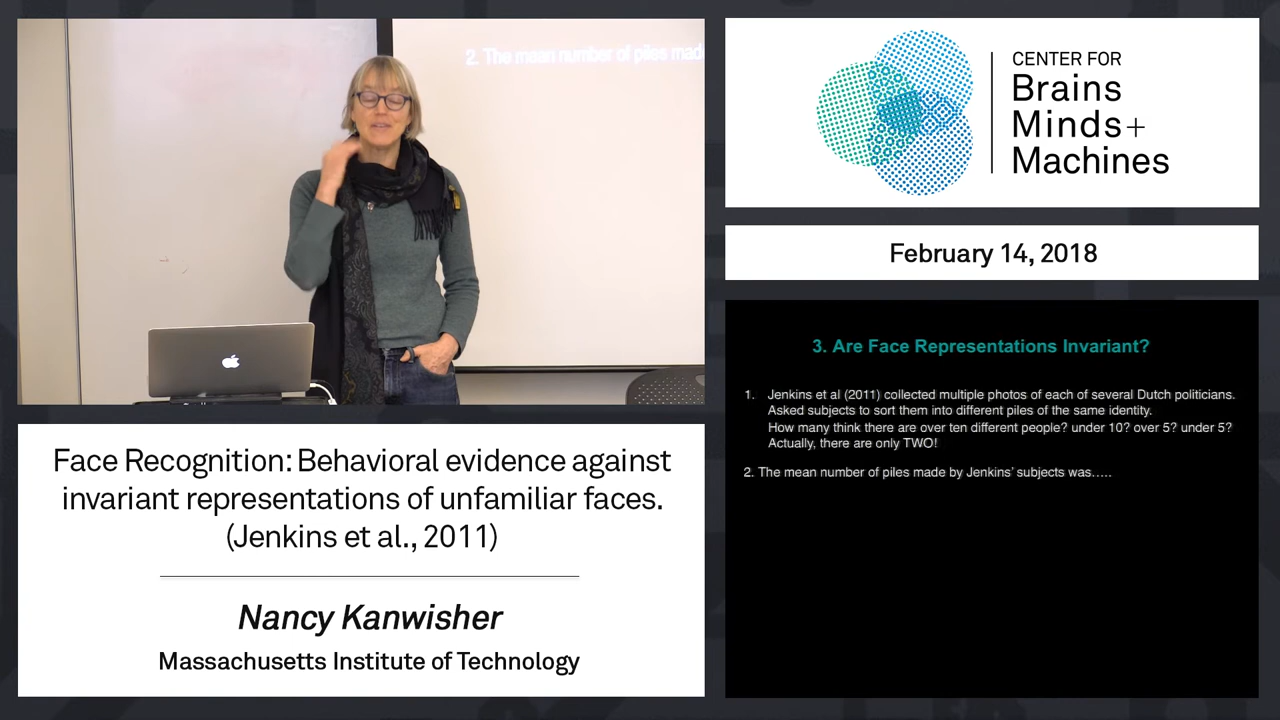 2. The mean number of piles mad
CENTER FOR
Brains
Minds+
Machines
February 14, 2018
3. Are Face Representations Invariant?
1. Jenkins et al (2011) collected multiple photos of each of several Dutch politicians.
Asked subjects to sort them into different piles of the same identity.
How many think there are over ten different people? under 10? over 5? under 5?
Actually, there are only TWO!
2. The mean number of piles made by Jenkins’ subjects was…..
Face Recognition: Behavioral evidence against
invariant representations of unfamiliar faces.
(Jenkins et al., 2011)
Nancy Kanwisher
Massachusetts Institute of Technology